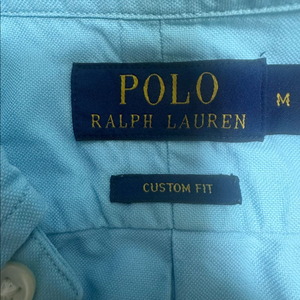 POLO
RALPH LAUREN
M
CUSTOM FIT